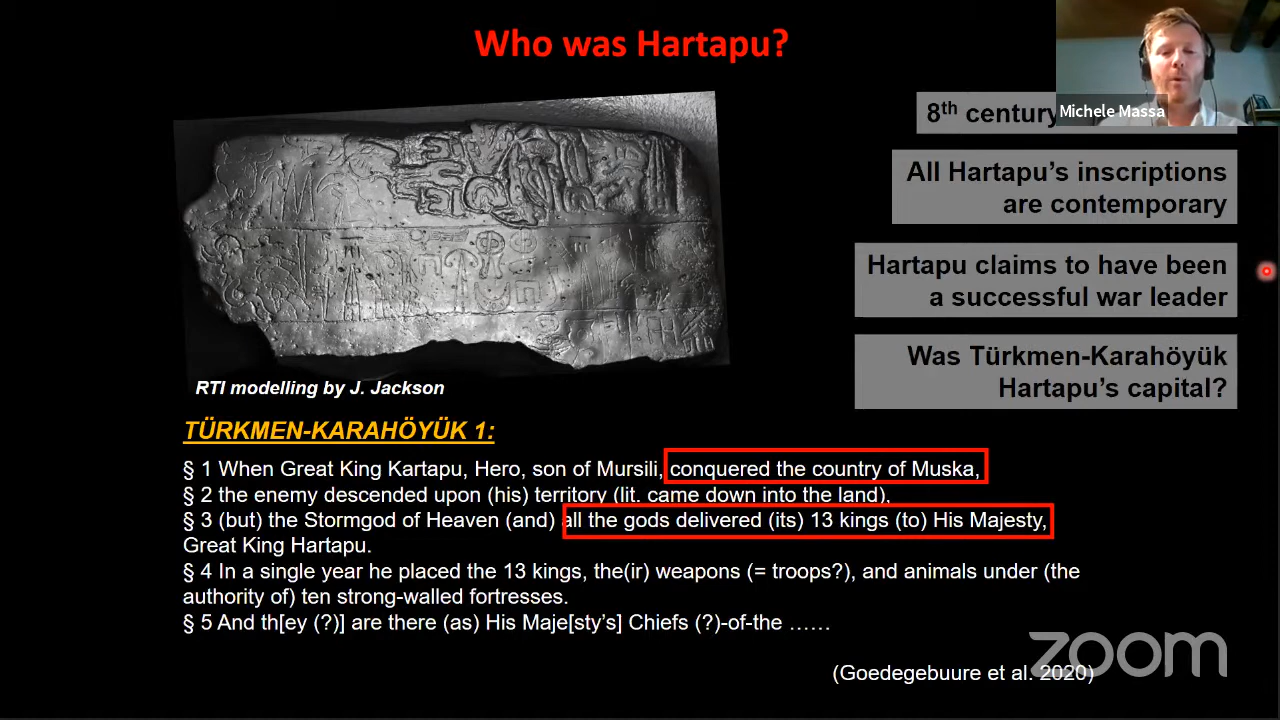 Who was Hartapu?
Michele Massa
8th century
All Hartapu's inscriptions
are contemporary
Hartapu claims to have been
a successful war leader
Was Türkmen-Karahöyük
Hartapu's capital?
RTI modelling by J. Jackson
TÜRKMEN-KARAHÖYÜK 1:
§ 1 When Great King Kartapu, Hero, son of Mursili, conquered the country of Muska,
§ 2 the enemy descended upon (his) territory (lit. came down into the land),
§ 3 (but) the Stormgod of Heaven (and) all the gods delivered (its) 13 kings (to) His Majesty,
Great King Hartapu.
§ 4 In a single year he placed the 13 kings, the(ir) weapons (= troops?), and animals under (the
authority of) ten strong-walled fortresses.
§ 5 And th[ey (?)] are there (as) His Maje[sty's] Chiefs (?)-of-the ……
zoom
(Goedegebuure et al. 2020)